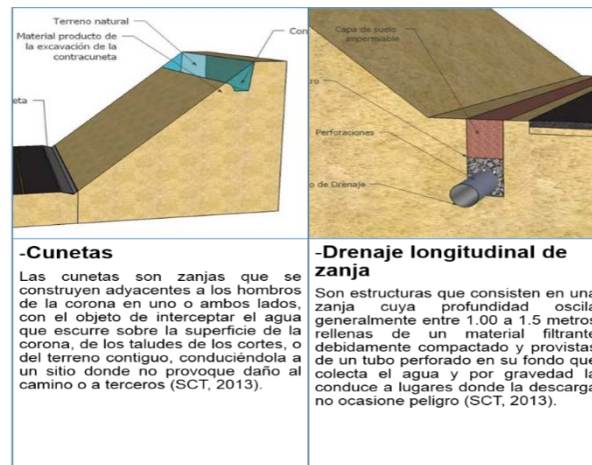 Terreno natural
Material producto de
la excavación de la
contracuneta
-Cunetas
Las cunetas son zanjas que se
construyen adyacentes a los hombros
de la corona en uno o ambos lados,
con el objeto de interceptar el agua
que escurre sobre la superficie de la
corona, de los taludes de los cortes, o
del terreno contiguo, conduciéndola a
un sitio donde no provoque daño al
camino o a terceros (SCT, 2013).
Capa de suelo
impermiable
Perforaciones
o de Drenaje
-Drenaje longitudinal de
zanja
Son estructuras que consisten en una
zanja cuya profundidad oscila
generalmente entre 1.00 a 1.5 metros
rellenas de un material filtrante
debidamente compactado y provistas
de un tubo perforado en su fondo que
colecta el agua y por gravedad la
conduce a lugares donde la descarga
no ocasione peligro (SCT, 2013).